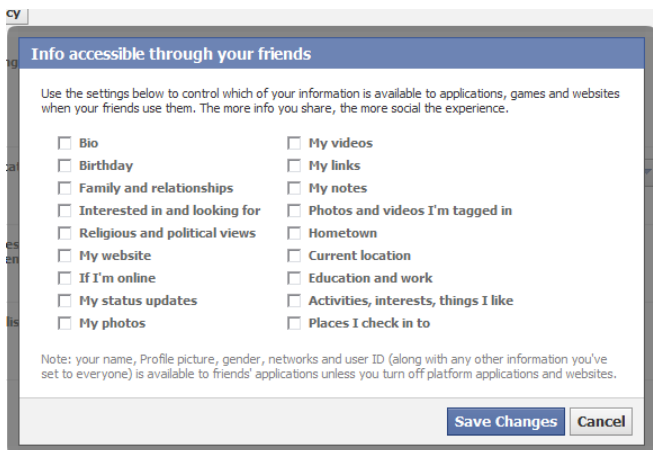 cy
Info accessible through your friends
Use the settings below to control which of your information is available to applications, games and websites
when your friends use them. The more info you share, the more social the experience.
Bio
Birthday
Family and relationships
Interested in and looking for
Religious and political views
My website
If I'm online
My status updates
My photos
My videos
My links
My notes
Photos and videos I'm tagged in
Hometown
Current location
Education and work
Activities, interests, things I like
Places I check in to
Note: your name, Profile picture, gender, networks and user ID (along with any other information you've
set to everyone) is available to friends' applications unless you turn off platform applications and websites.
Save Changes Cancel